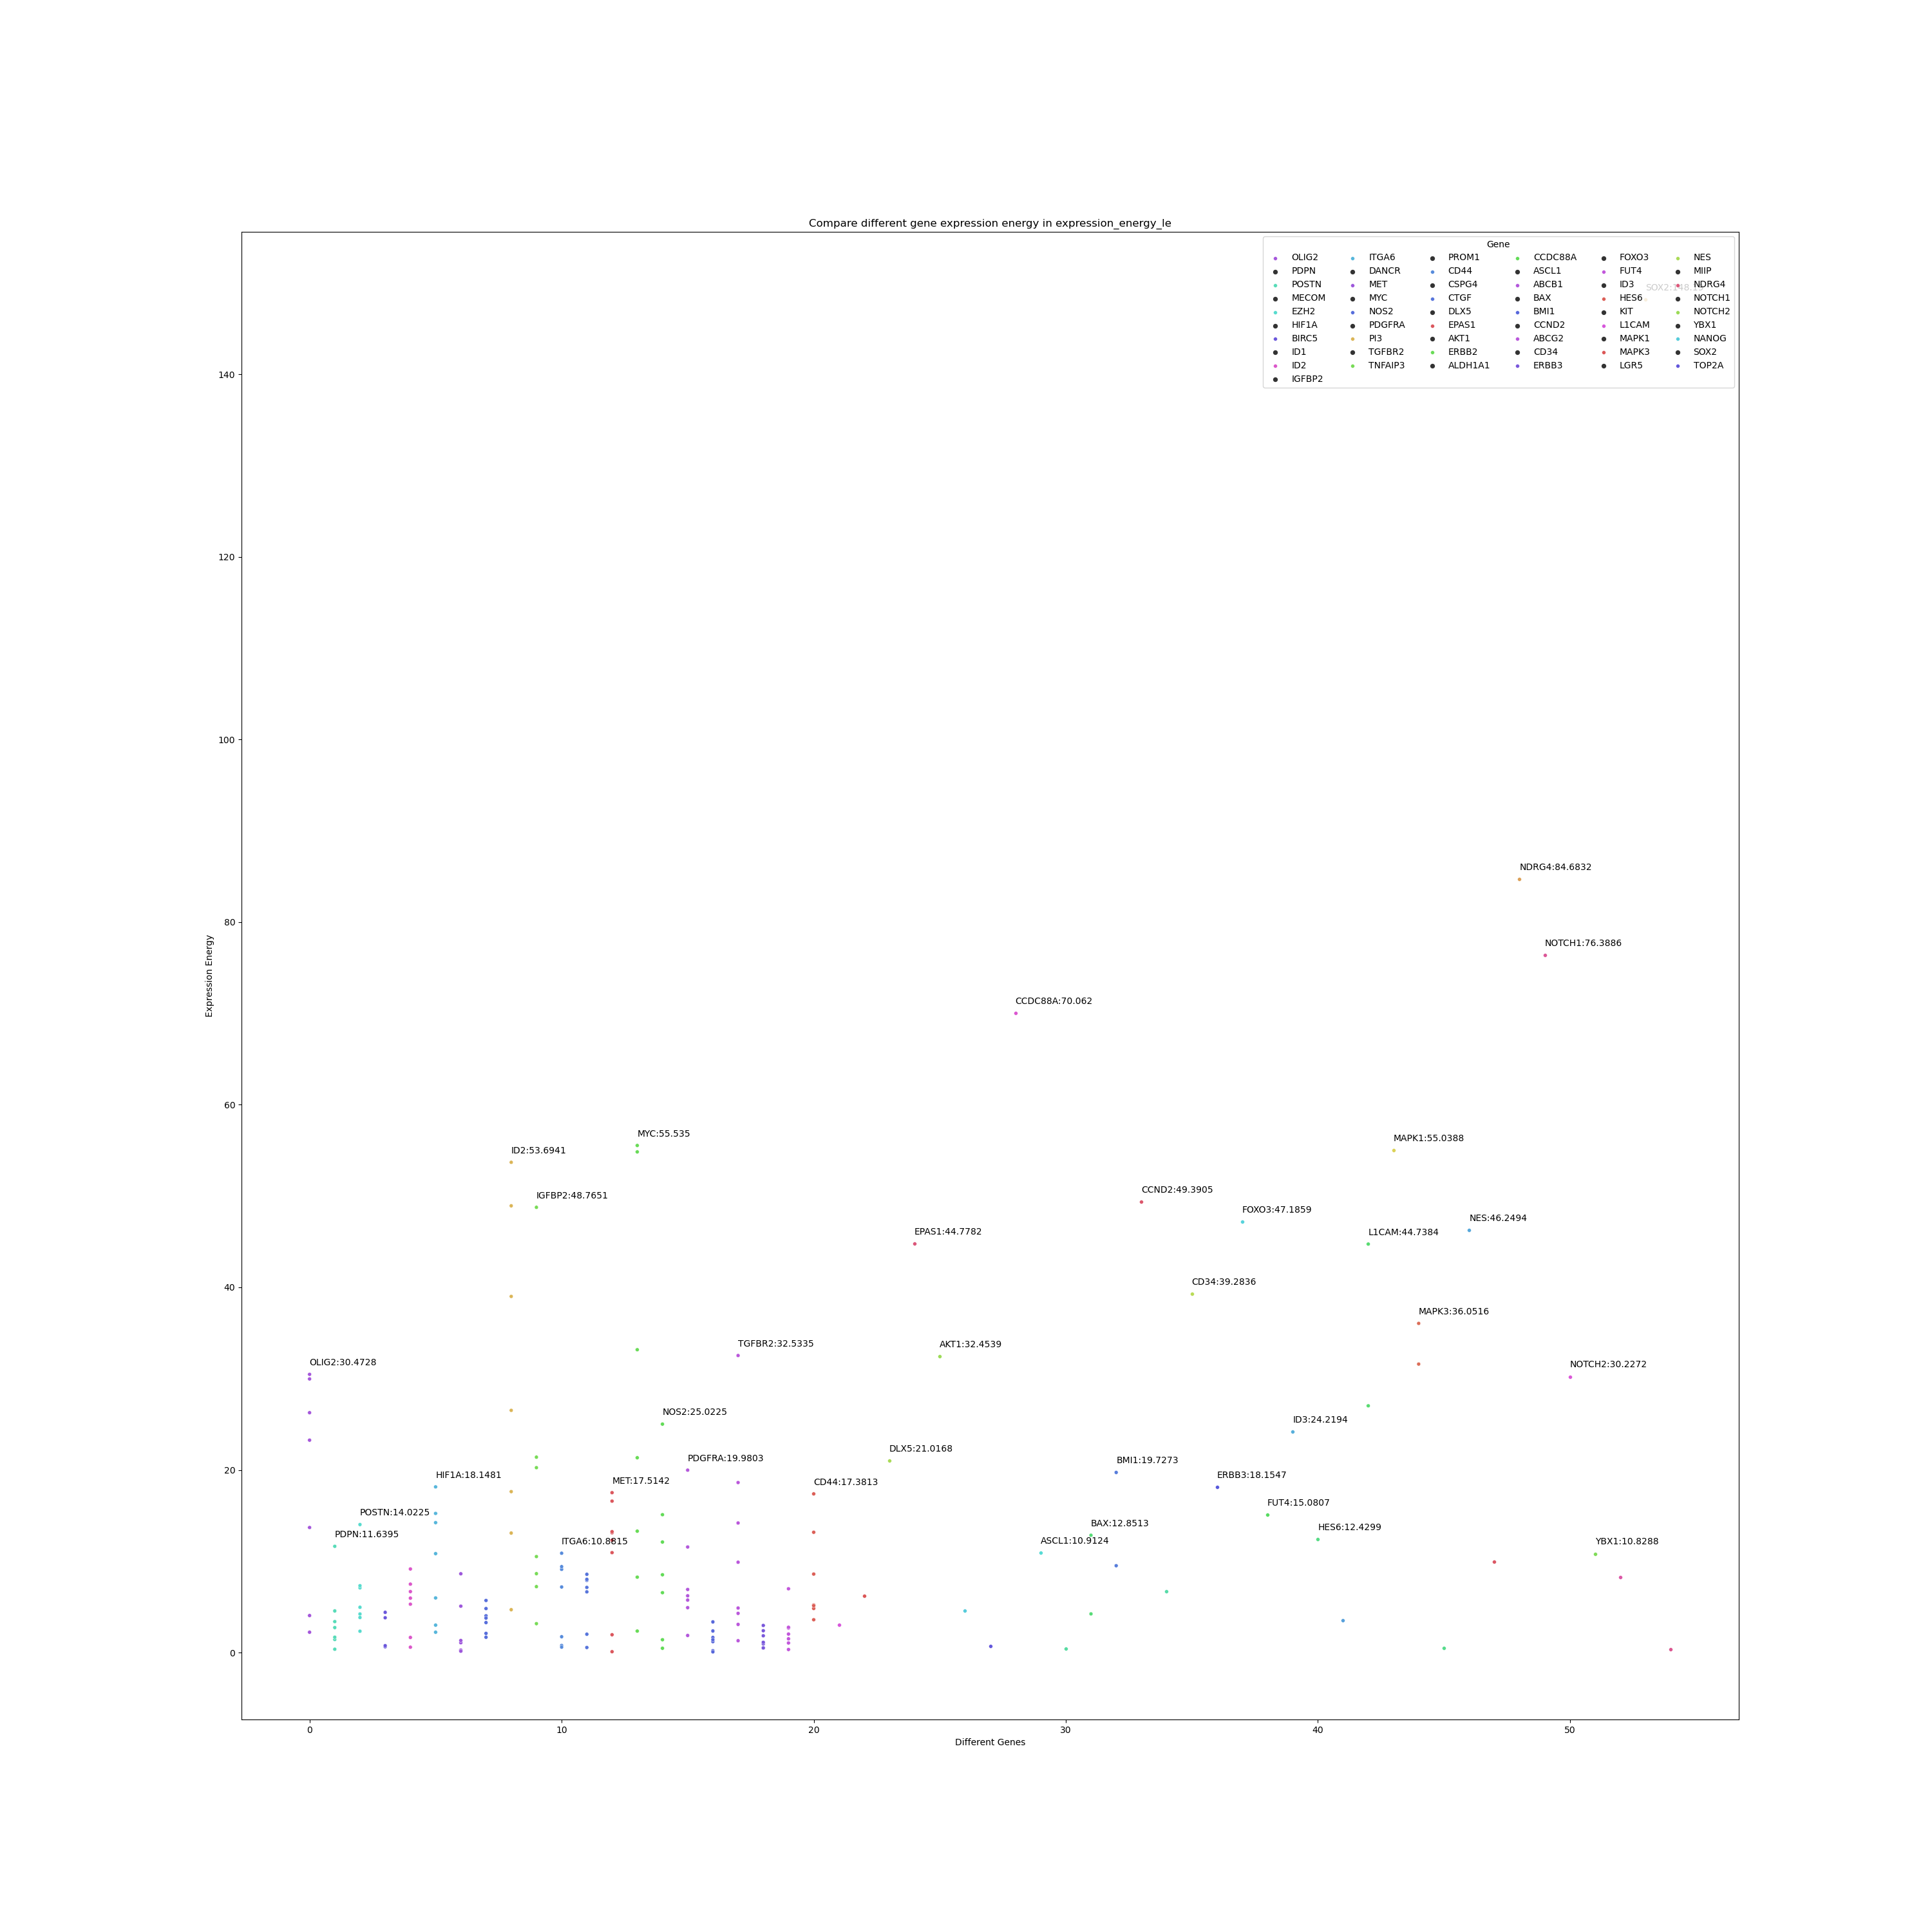 Compare different gene expression energy in expression_energy_le
Gene
OLIG2 ITGA6 PROM1 CCDC88A FOXO3 NES
PDPN DANCR CD44 ASCL1 FUT4 MIIP
POSTN MET CSPG4 ABCB1 ID3 NDRG4
MECOM MYC CTGF BAX HES6 NOTCH1
EZH2 NOS2 DLX5 BMI1 KIT NOTCH2
HIF1A PDGFRA EPAS1 CCND2 L1CAM YBX1
BIRC5 PI3 AKT1 ABCG2 MAPK1 NANOG
ID1 TGFBR2 ERBB2 CD34 MAPK3 SOX2
ID2 TNFAIP3 ALDH1A1 ERBB3 LGR5 TOP2A
IGFBP2
140
120
100
80
60
40
20
0
Expression Energy
NDRG4:84.6832
NOTCH1:76.3886
CCDC88A:70.062
MYC:55.535
MAPK1:55.0388
ID2:53.6941
CCND2:49.3905
IGFBP2:48.7651
FOXO3:47.1859
NES:46.2494
EPAS1:44.7782
L1CAM:44.7384
CD34:39.2836
MAPK3:36.0516
TGFBR2:32.5335
AKT1:32.4539
OLIG2:30.4728
NOTCH2:30.2272
NOS2:25.0225
ID3:24.2194
DLX5:21.0168
PDGFRA:19.9803
BMI1:19.7273
HIF1A:18.1481
ERBB3:18.1547
MET:17.5142
CD44:17.3813
FUT4:15.0807
POSTN:14.0225
BAX:12.8513
HES6:12.4299
PDPN:11.6395
ITGA6:10.8815
ASCL1:10.9124
YBX1:10.8288
0 10 20 30 40 50
Different Genes